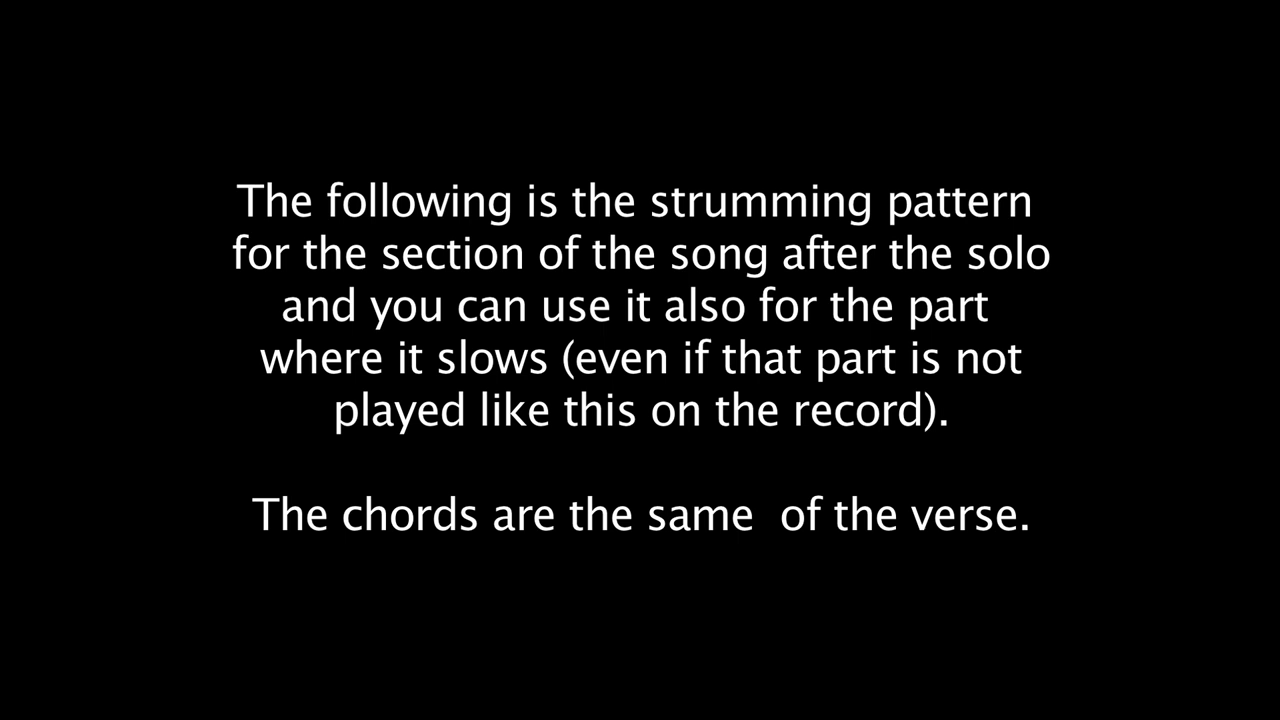 The following is the strumming pattern
for the section of the song after the solo
and you can use it also for the part
where it slows (even if that part is not
played like this on the record).
The chords are the same  of the verse.